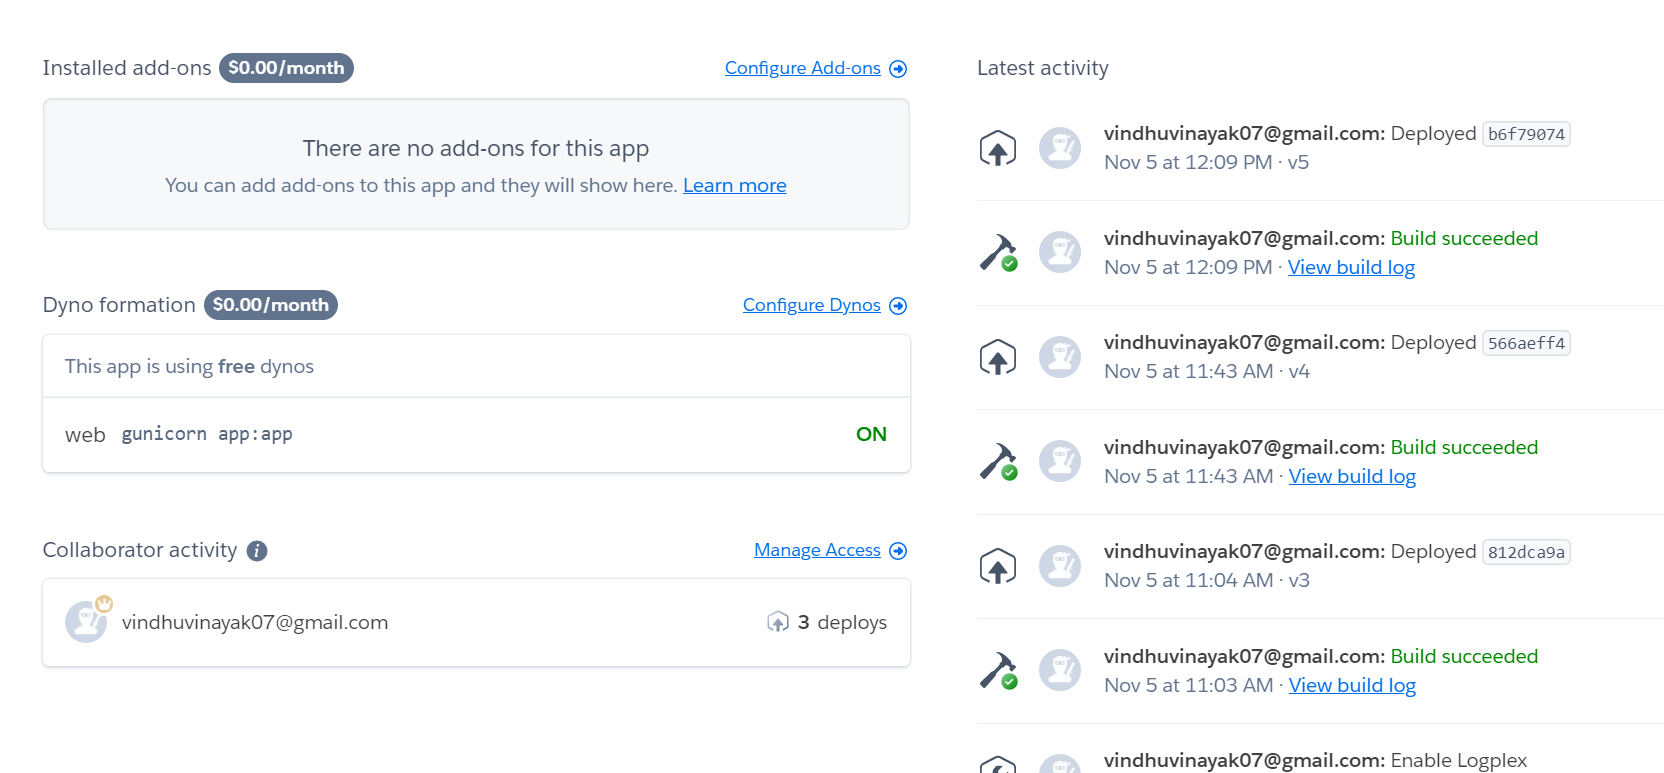 Installed add-ons $0.00/month Configure Add-ons
There are no add-ons for this app
You can add add-ons to this app and they will show here. Learn more
Dyno formation $0.00/month Configure Dynos
This app is using free dynos
web gunicorn app:app ON
Collaborator activity i Manage Access
vindhuvinayak07@gmail.com 3 deploys
Latest activity
vindhuvinayak07@gmail.com: Deployed b6f79074
Nov 5 at 12:09 PM · v5
vindhuvinayak07@gmail.com: Build succeeded
Nov 5 at 12:09 PM · View build log
vindhuvinayak07@gmail.com: Deployed 566aeff4
Nov 5 at 11:43 AM · v4
vindhuvinayak07@gmail.com: Build succeeded
Nov 5 at 11:43 AM · View build log
vindhuvinayak07@gmail.com: Deployed 812dca9a
Nov 5 at 11:04 AM · v3
vindhuvinayak07@gmail.com: Build succeeded
Nov 5 at 11:03 AM · View build log
vindhuvinayak07@gmail.com: Enable Logplex